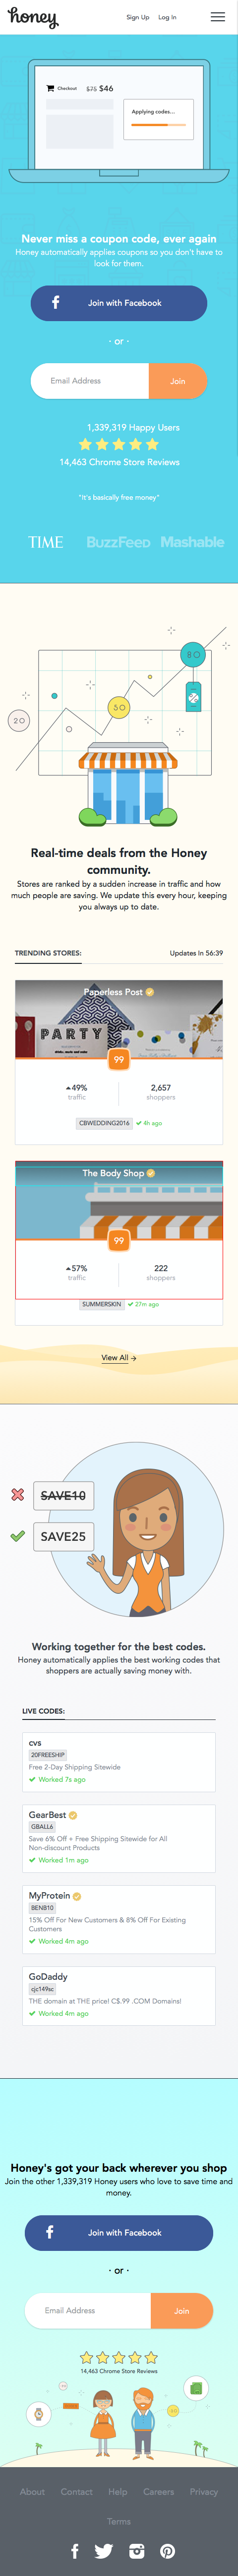 honey
Sign Up Log In
Checkout $75 $46
Applying codes...
Never miss a coupon code, ever again
Honey automatically applies coupons so you don't have to
look for them.
f Join with Facebook
· or ·
Email Address Join
1,339,319 Happy Users
14,463 Chrome Store Reviews
"It's basically free money"
TIME BuzzFeed Mashable
80
50
20
Real-time deals from the Honey
community.
Stores are ranked by a sudden increase in traffic and how
much people are saving. We update this every hour, keeping
you always up to date.
TRENDING STORES: Updates In 56:39
Paperless Post
PARTY
99
49% 2,657
traffic shoppers
CBWEDDING2016 4h ago
The Body Shop
99
57% 222
traffic shoppers
SUMMERSKIN 27m ago
View All
SAVE10
SAVE25
Working together for the best codes.
Honey automatically applies the best working codes that
shoppers are actually saving money with.
LIVE CODES:
cvs
20FREESHIP
Free 2-Day Shipping Sitewide
Worked 7s ago
GearBest
GBALL6
Save 6% Off + Free Shipping Sitewide for All
Non-discount Products
Worked 1m ago
MyProtein
BENB10
15% Off For New Customers & 8% Off For Existing
Customers
Worked 4m ago
GoDaddy
cjc149sc
THE domain at THE price! C$.99 .COM Domains!
Worked 4m ago
Honey's got your back wherever you shop
Join the other 1,339,319 Honey users who love to save time and
money.
f Join with Facebook
· or ·
Email Address Join
14,463 Chrome Store Reviews
About Contact Help Careers Privacy
Terms